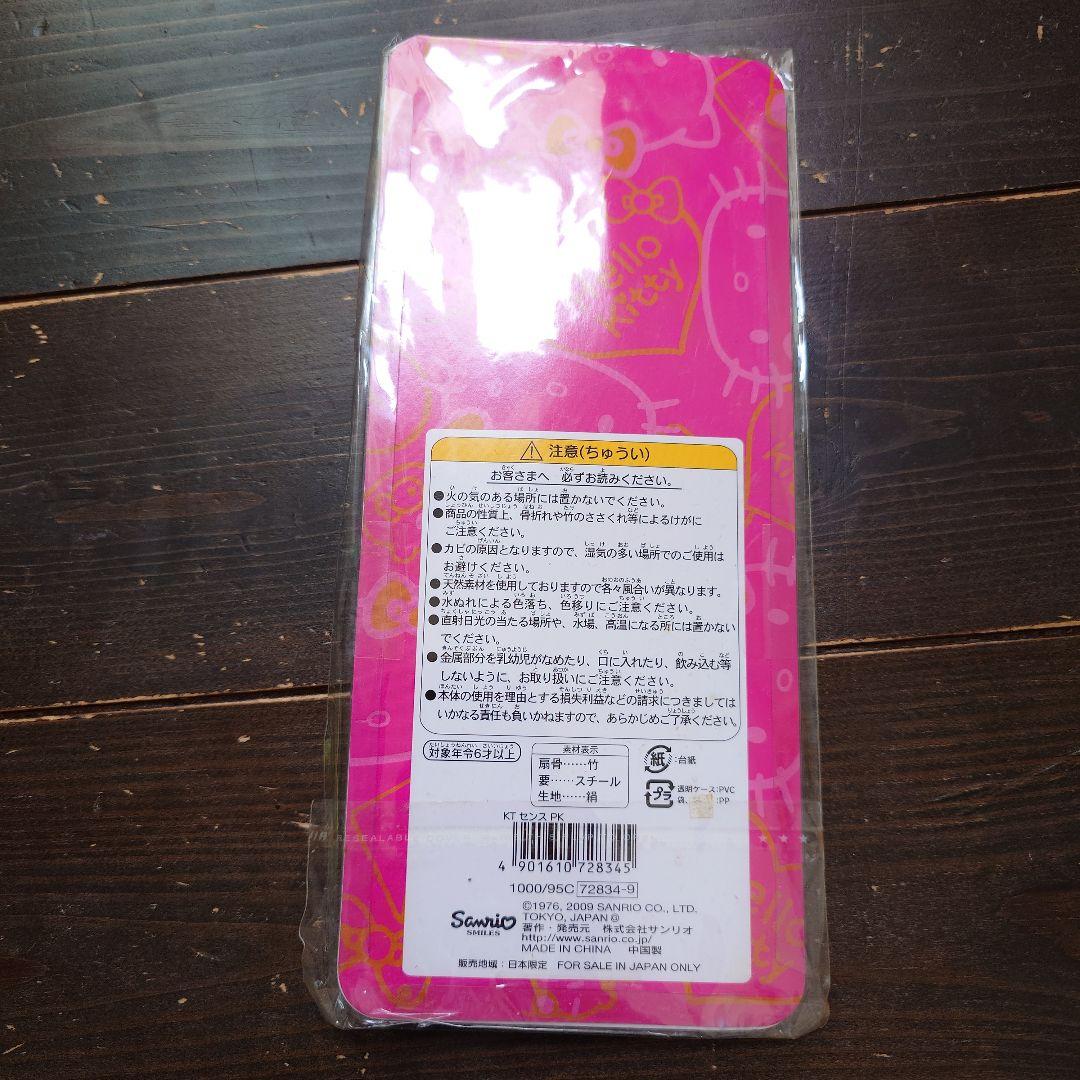 ello
Kitty
注意(ちゅうい)
お客さまへ 必ずお読みください。
●火の気のある場所には置かないでください。
●商品の性質上、骨折れや竹のささくれ等によるけがに
ご注意ください。
●カビの原因となりますので、湿気の多い場所でのご使用は
お避けください。
●天然素材を使用しておりますので各々風合いが異なります。
●水ぬれによる色落ち、色移りにご注意ください。
●直射日光の当たる場所や、水場、高温になる所には置かない
でください。
●金属部分を乳幼児がなめたり、口に入れたり、飲み込む等
しないように、お取り扱いにご注意ください。
●本体の使用を理由とする損失利益などの請求につきましては
いかなる責任も負いかねますので、あらかじめご了承ください。
対象年令6才以上
素材表示
扇骨……竹
要……スチール
生地……絹
紙:台紙
プラ 透明ケース:PVC
袋、 :PP
RESEALABL
KT センス PK
4 901610 728345
1000/95C 72834-9
Sanrio
SMILES
©1976, 2009 SANRIO CO., LTD.
TOKYO, JAPAN @
著作・発売元 株式会社サンリオ
http://www.sanrio.co.jp/
MADE IN CHINA 中国製
販売地域:日本限定 FOR SALE IN JAPAN ONLY